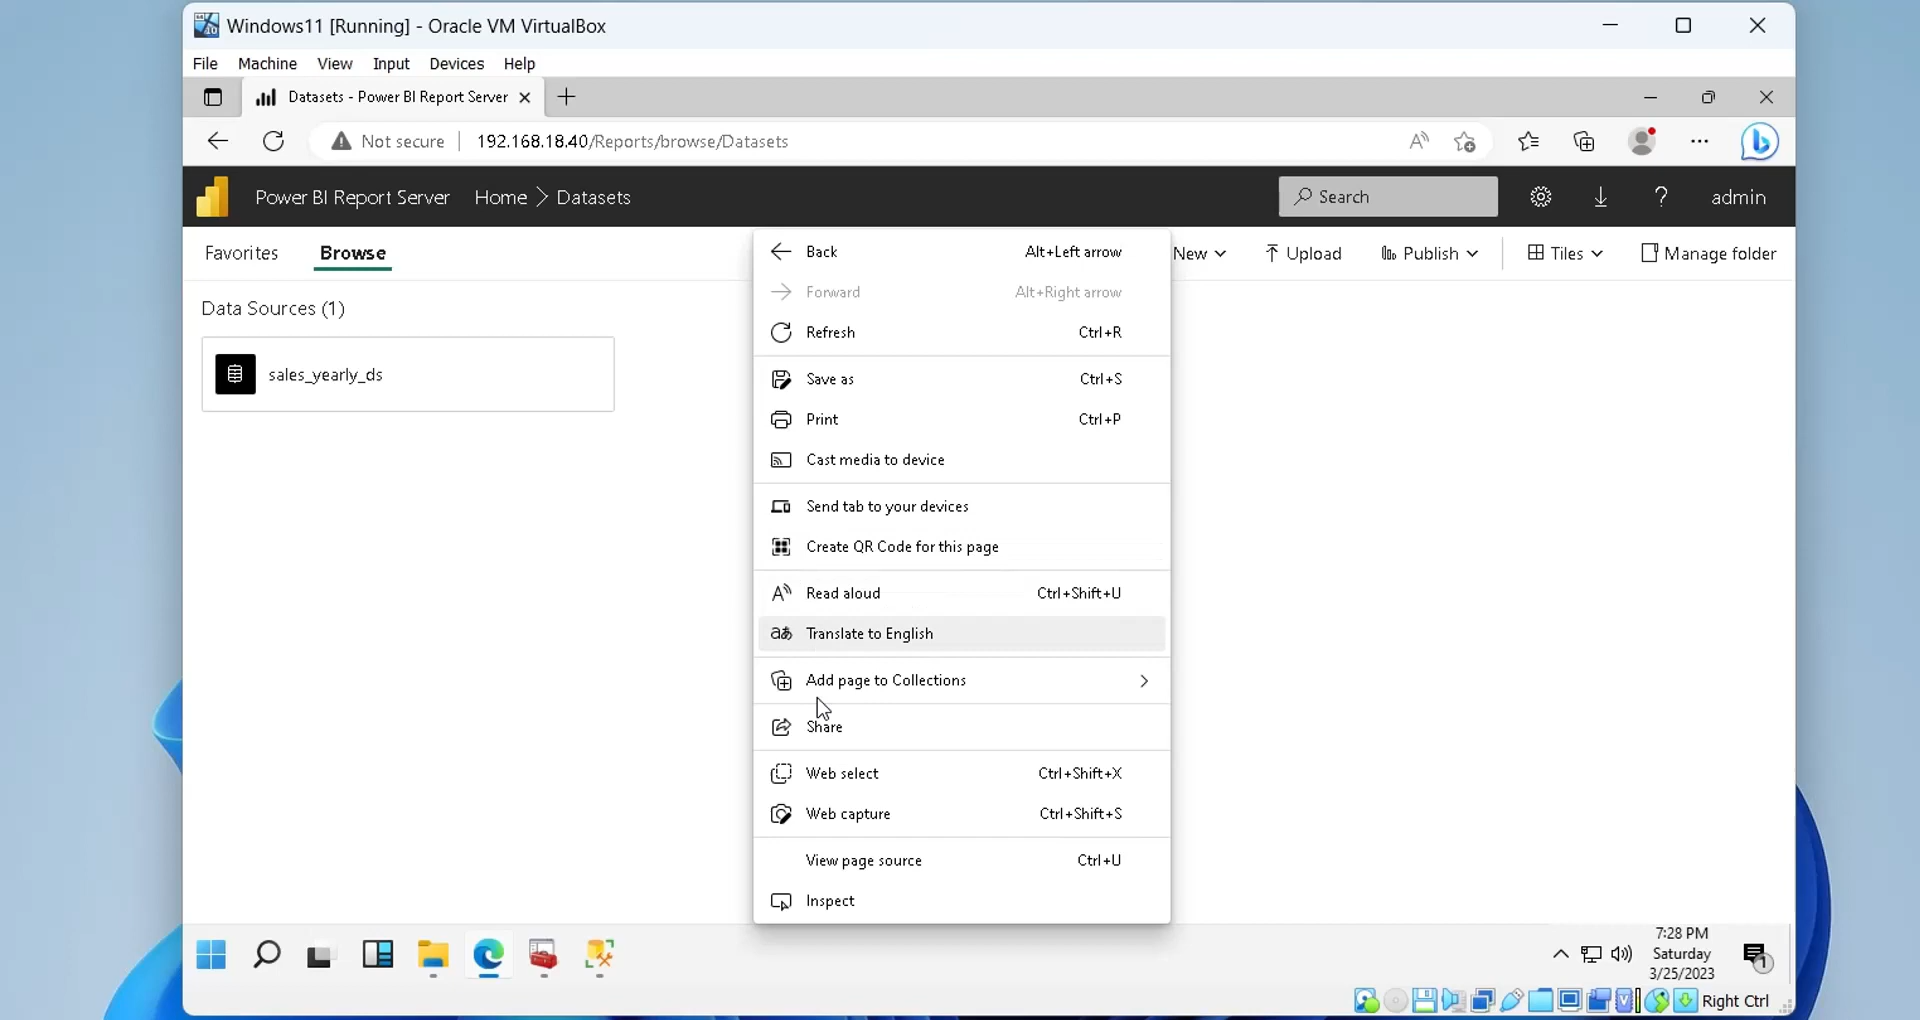 Windows11 [Running] - Oracle VM VirtualBox
File Machine View Input Devices Help
Datasets - Power BI Report Server
Not secure 192.168.18.40/Reports/browse/Datasets
Power BI Report Server Home > Datasets Search ? admin
Favorites Browse New Upload Publish Tiles Manage folder
Data Sources (1)
sales_yearly_ds
Back Alt+Left arrow
Forward Alt+Right arrow
Refresh Ctrl+R
Save as Ctrl+S
Print Ctrl+P
Cast media to device
Send tab to your devices
Create QR Code for this page
Read aloud Ctrl+Shift+U
Translate to English
Add page to Collections
Share
Web select Ctrl+Shift+X
Web capture Ctrl+Shift+S
View page source Ctrl+U
Inspect
7:28 PM
Saturday
3/25/2023
1
Right Ctrl